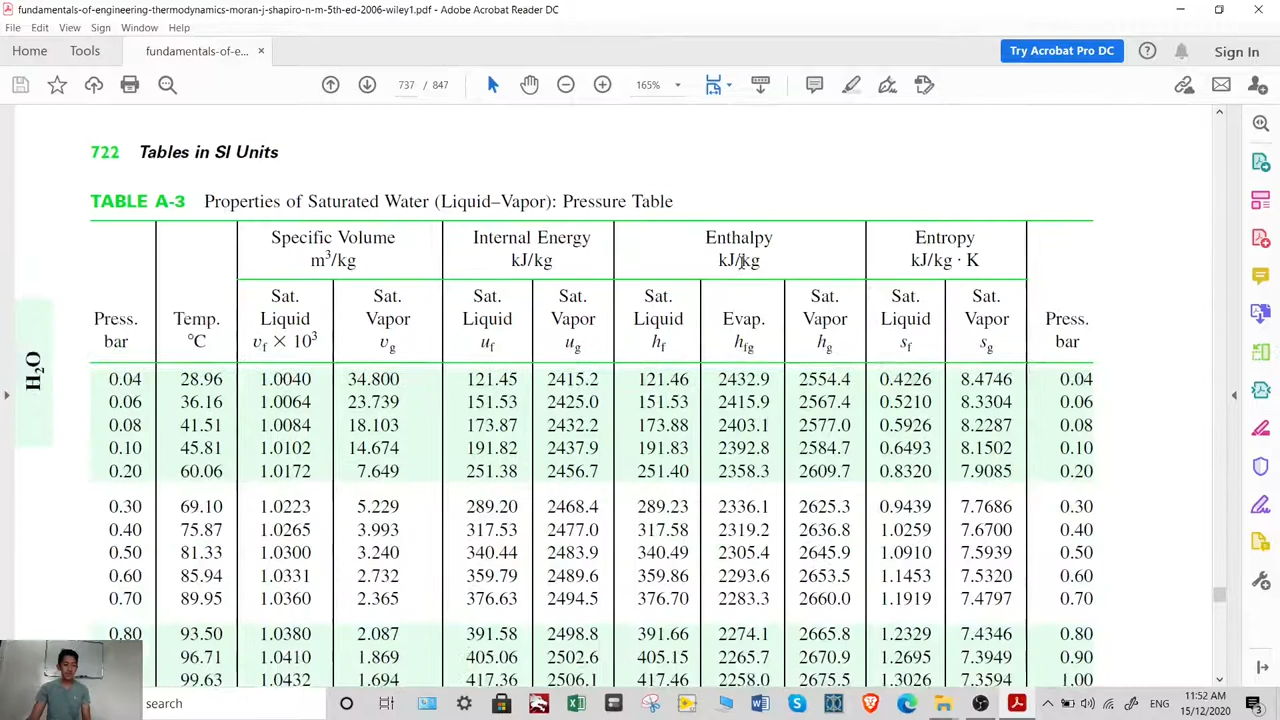 fundamentals-of-engineering-thermodynamics-moran-j-shapiro-n-m-5th-ed-2006-wiley1.pdf - Adobe Acrobat Reader DC
File Edit View Sign Window Help
Home Tools fundamentals-of-e... × Try Acrobat Pro DC Sign In
737 / 847 165%
722 Tables in SI Units
TABLE A-3 Properties of Saturated Water (Liquid–Vapor): Pressure Table
Specific Volume Internal Energy Enthalpy Entropy
m³/kg kJ/kg kJ/kg kJ/kg · K
Sat. Sat. Sat. Sat. Sat. Sat. Sat. Sat.
Press. Temp. Liquid Vapor Liquid Vapor Liquid Evap. Vapor Liquid Vapor Press.
bar °C vf × 10³ vg uf ug hf hfg hg sf sg bar
H₂O
0.04 28.96 1.0040 34.800 121.45 2415.2 121.46 2432.9 2554.4 0.4226 8.4746 0.04
0.06 36.16 1.0064 23.739 151.53 2425.0 151.53 2415.9 2567.4 0.5210 8.3304 0.06
0.08 41.51 1.0084 18.103 173.87 2432.2 173.88 2403.1 2577.0 0.5926 8.2287 0.08
0.10 45.81 1.0102 14.674 191.82 2437.9 191.83 2392.8 2584.7 0.6493 8.1502 0.10
0.20 60.06 1.0172 7.649 251.38 2456.7 251.40 2358.3 2609.7 0.8320 7.9085 0.20
0.30 69.10 1.0223 5.229 289.20 2468.4 289.23 2336.1 2625.3 0.9439 7.7686 0.30
0.40 75.87 1.0265 3.993 317.53 2477.0 317.58 2319.2 2636.8 1.0259 7.6700 0.40
0.50 81.33 1.0300 3.240 340.44 2483.9 340.49 2305.4 2645.9 1.0910 7.5939 0.50
0.60 85.94 1.0331 2.732 359.79 2489.6 359.86 2293.6 2653.5 1.1453 7.5320 0.60
0.70 89.95 1.0360 2.365 376.63 2494.5 376.70 2283.3 2660.0 1.1919 7.4797 0.70
0.80 93.50 1.0380 2.087 391.58 2498.8 391.66 2274.1 2665.8 1.2329 7.4346 0.80
96.71 1.0410 1.869 405.06 2502.6 405.15 2265.7 2670.9 1.2695 7.3949 0.90
99.63 1.0432 1.694 417.36 2506.1 417.46 2258.0 2675.5 1.3026 7.3594 1.00
search ENG 11:52 AM
15/12/2020